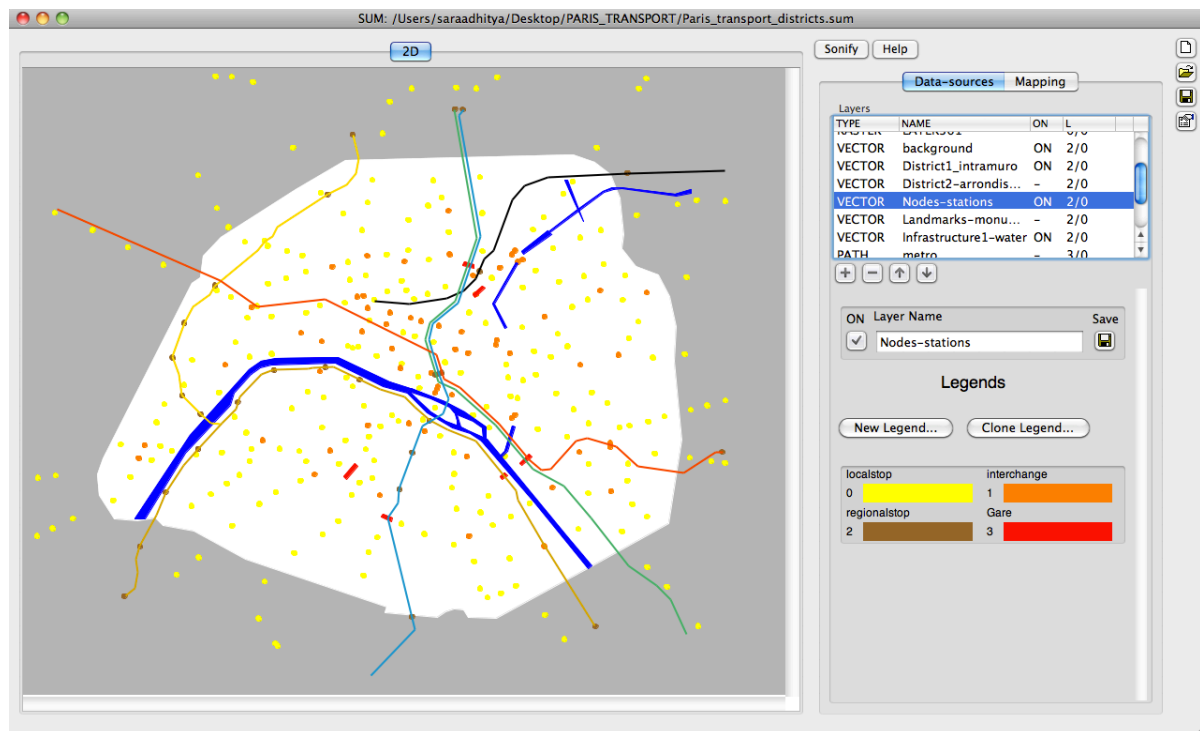 SUM: /Users/saraadhitya/Desktop/PARIS_TRANSPORT/Paris_transport_districts.sum
2D
Sonify Help
Data-sources Mapping
Layers
TYPE NAME ON L
VECTOR background ON 2/0
VECTOR District1_intramuro ON 2/0
VECTOR District2-arrondis... - 2/0
VECTOR Nodes-stations ON 2/0
VECTOR Landmarks-monu... - 2/0
VECTOR Infrastructure1-water ON 2/0
PATH metro - 3/0
ON Layer Name Save
Nodes-stations
Legends
New Legend... Clone Legend...
localstop interchange
0 1
regionalstop Gare
2 3